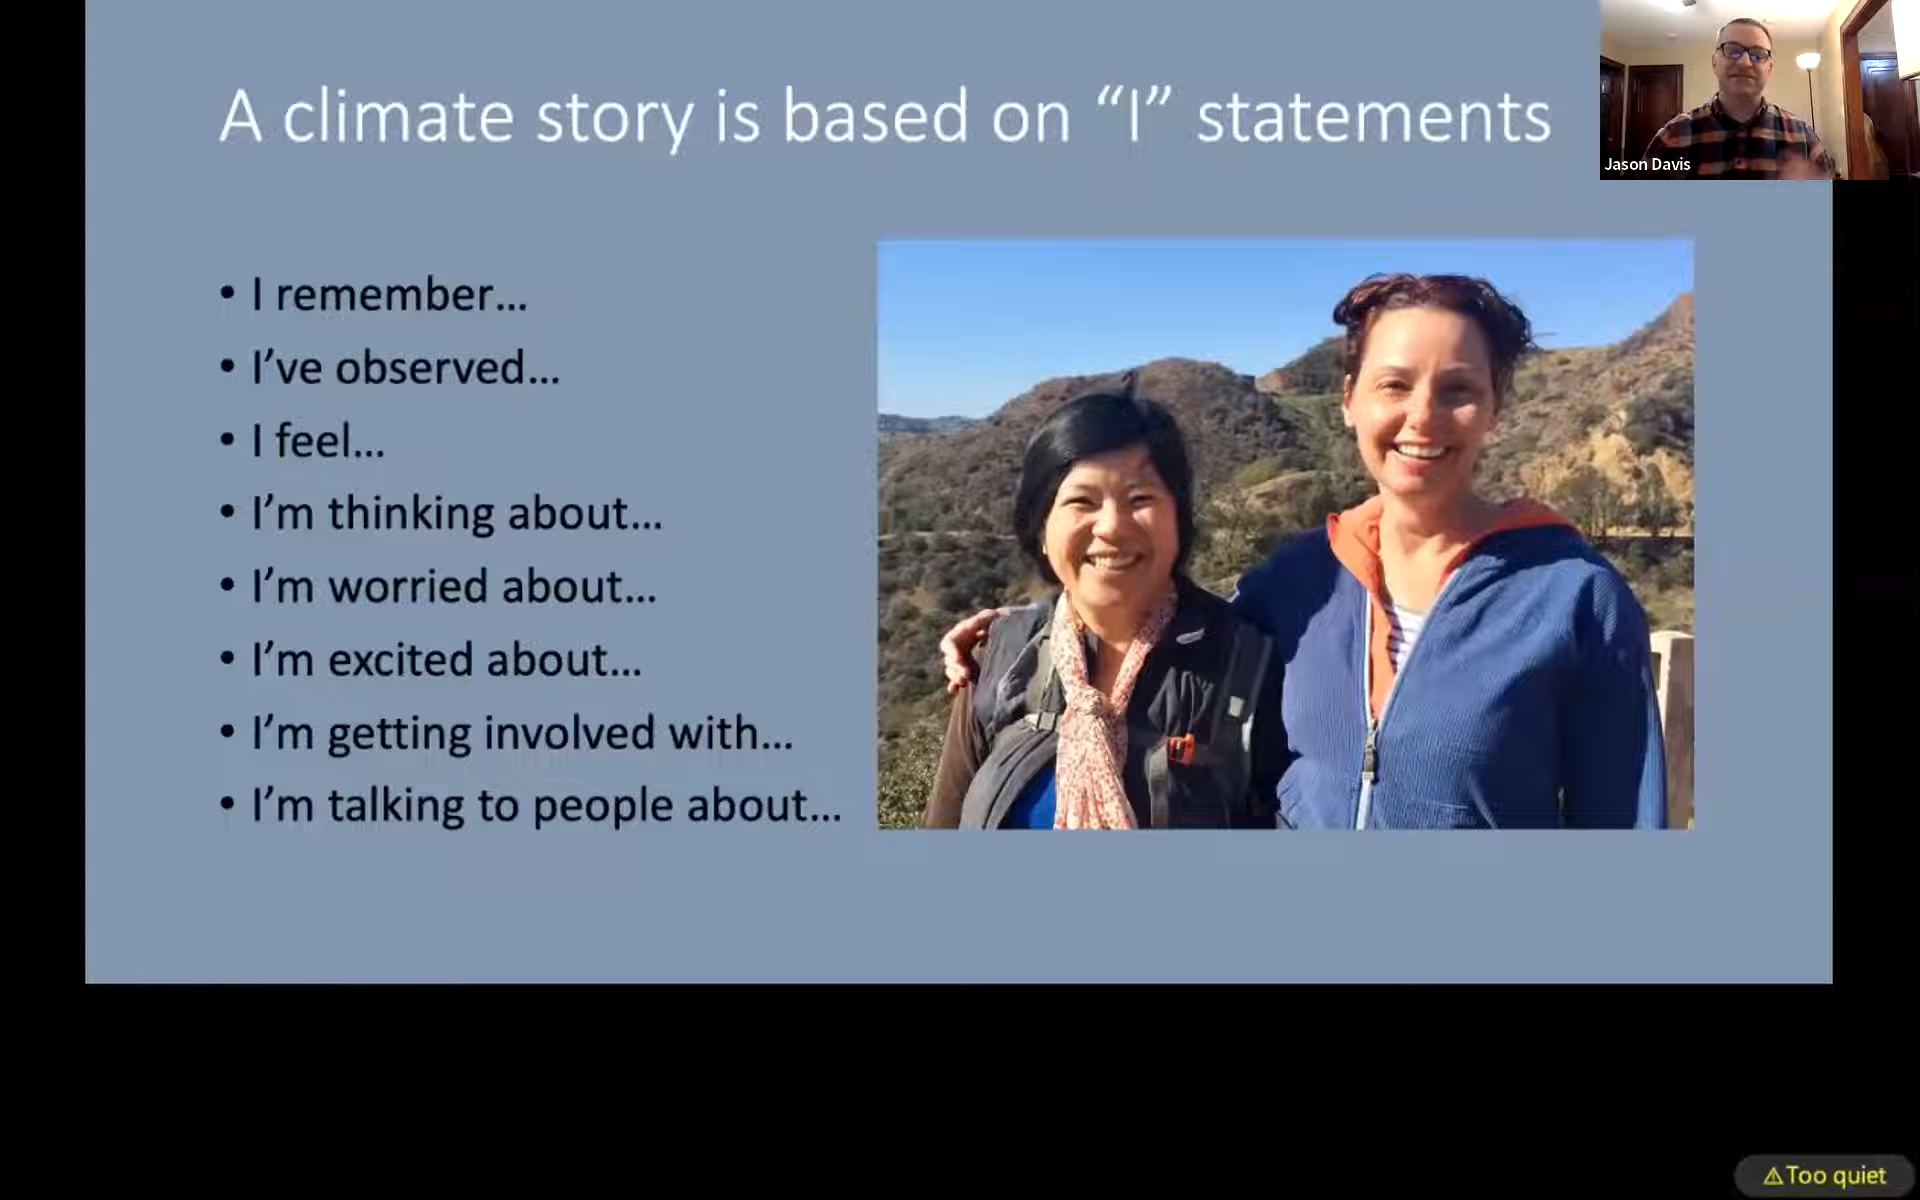 A climate story is based on “I” statements
Jason Davis
• I remember...
• I’ve observed...
• I feel...
• I’m thinking about...
• I’m worried about...
• I’m excited about...
• I’m getting involved with...
• I’m talking to people about...
⚠Too quiet